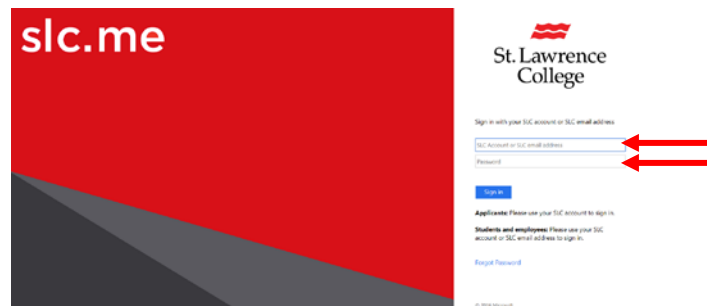 slc.me
St. Lawrence
College
Sign in with your SLC account or SLC email address
SLC Account or SLC email address
Password
Sign in
Applicants: Please use your SLC account to sign in.
Students and employees: Please use your SLC
account or SLC email address to sign in.
Forgot Password